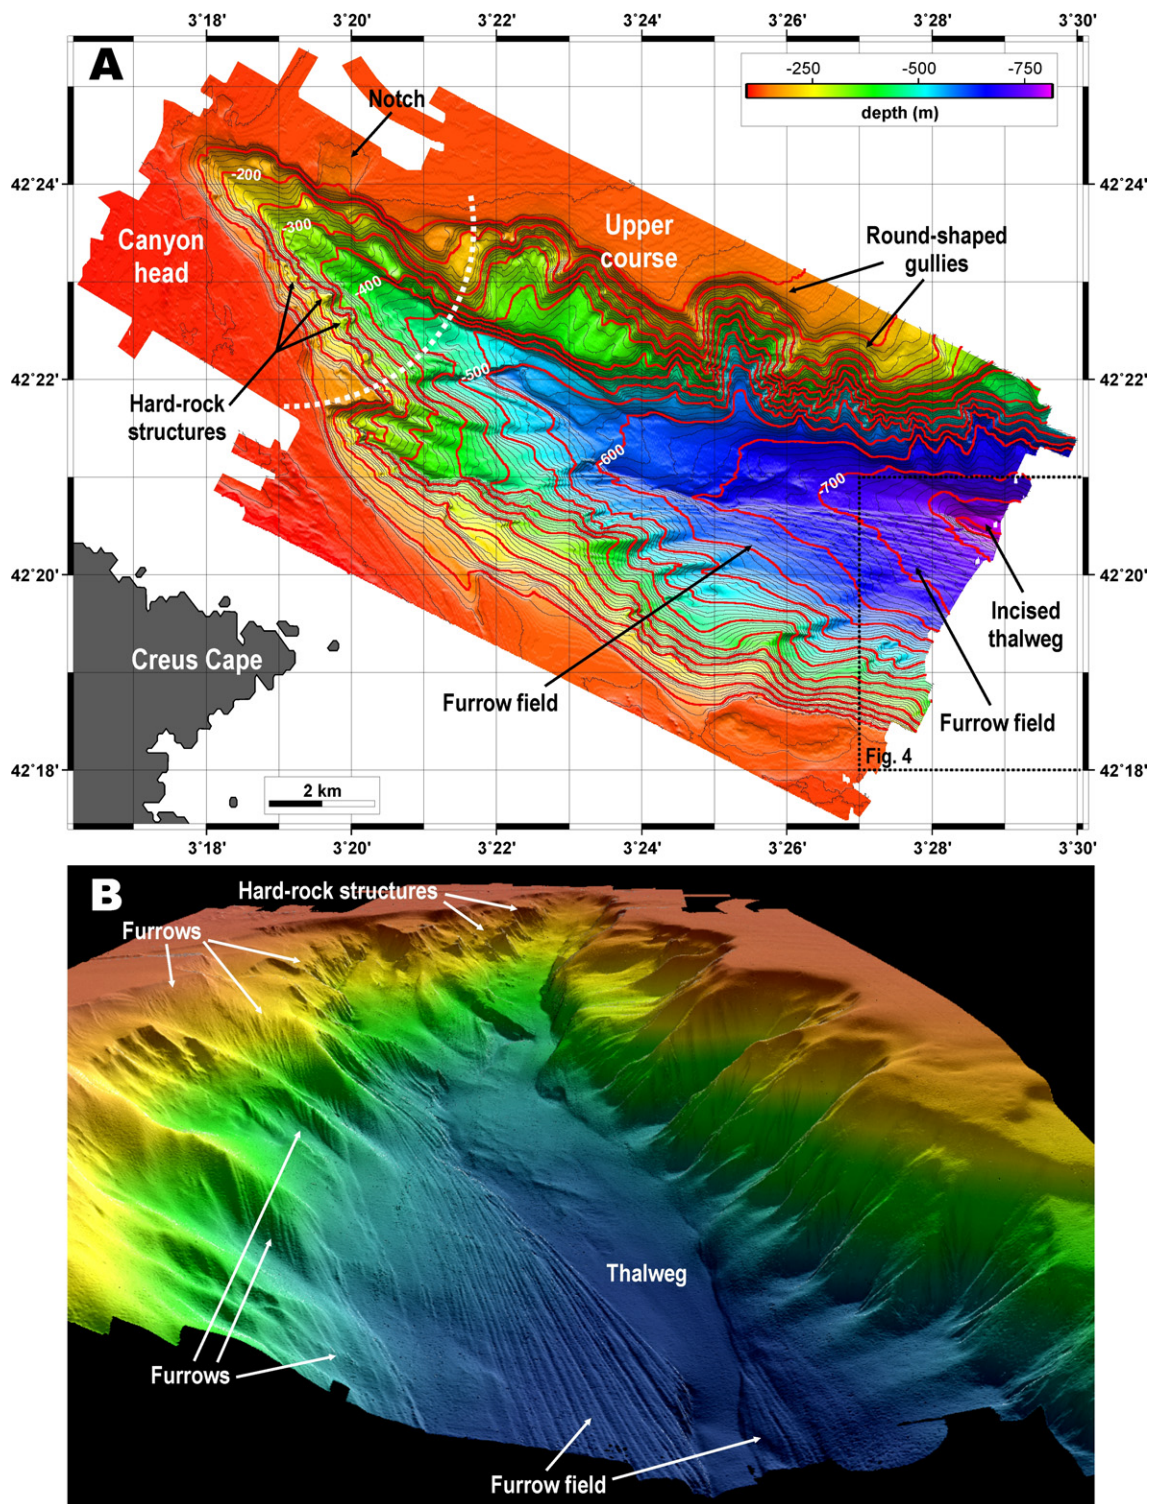 3˚18' 3˚20' 3˚22' 3˚24' 3˚26' 3˚28' 3˚30'
A
-250 -500 -750
depth (m)
Notch
42˚24' 42˚24'
-200
Canyon
head
-300
Upper
course
Round-shaped
gullies
-400
42˚22' 42˚22'
-500
Hard-rock
structures
-600
-700
42˚20' 42˚20'
Incised
thalweg
Creus Cape
Furrow field
Furrow field
Fig. 4
42˚18' 42˚18'
2 km
3˚18' 3˚20' 3˚22' 3˚24' 3˚26' 3˚28' 3˚30'
B
Hard-rock structures
Furrows
Thalweg
Furrows
Furrow field